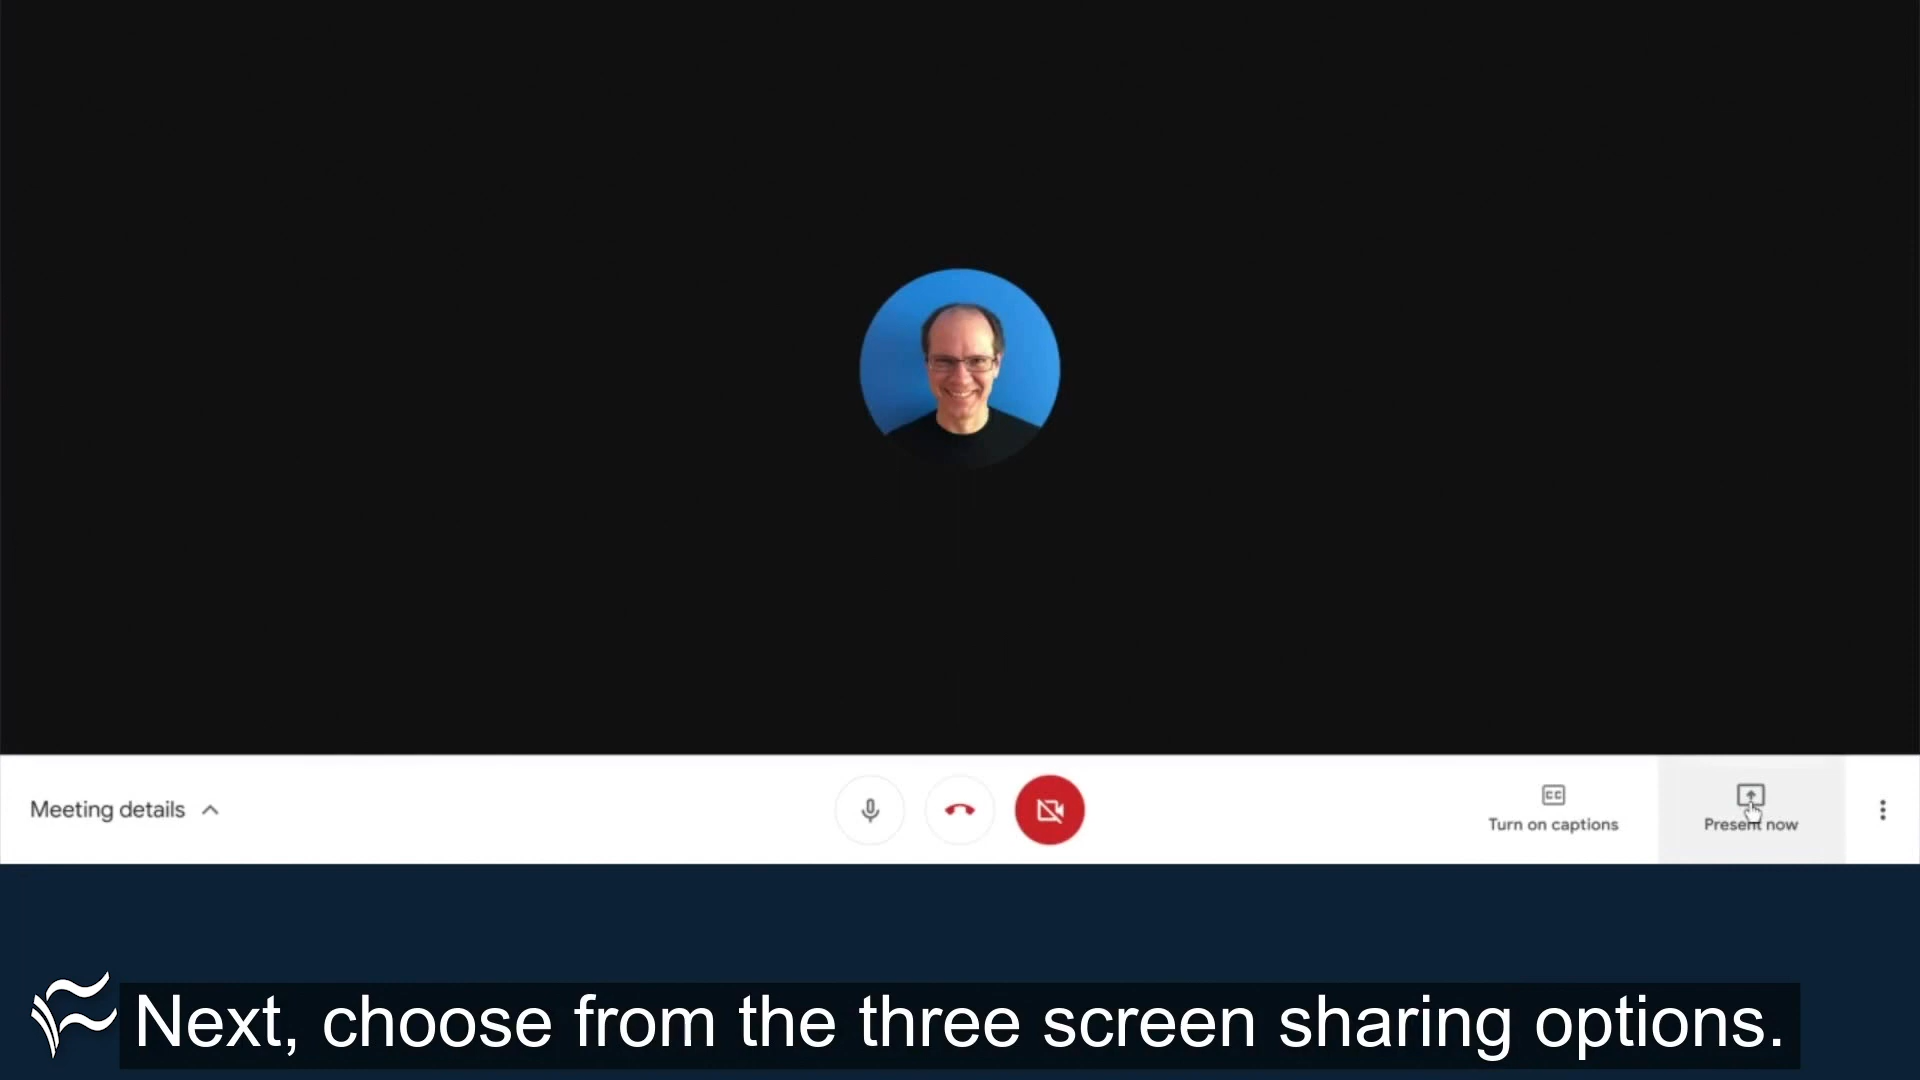 Meeting details
Turn on captions
Present now
Next, choose from the three screen sharing options.